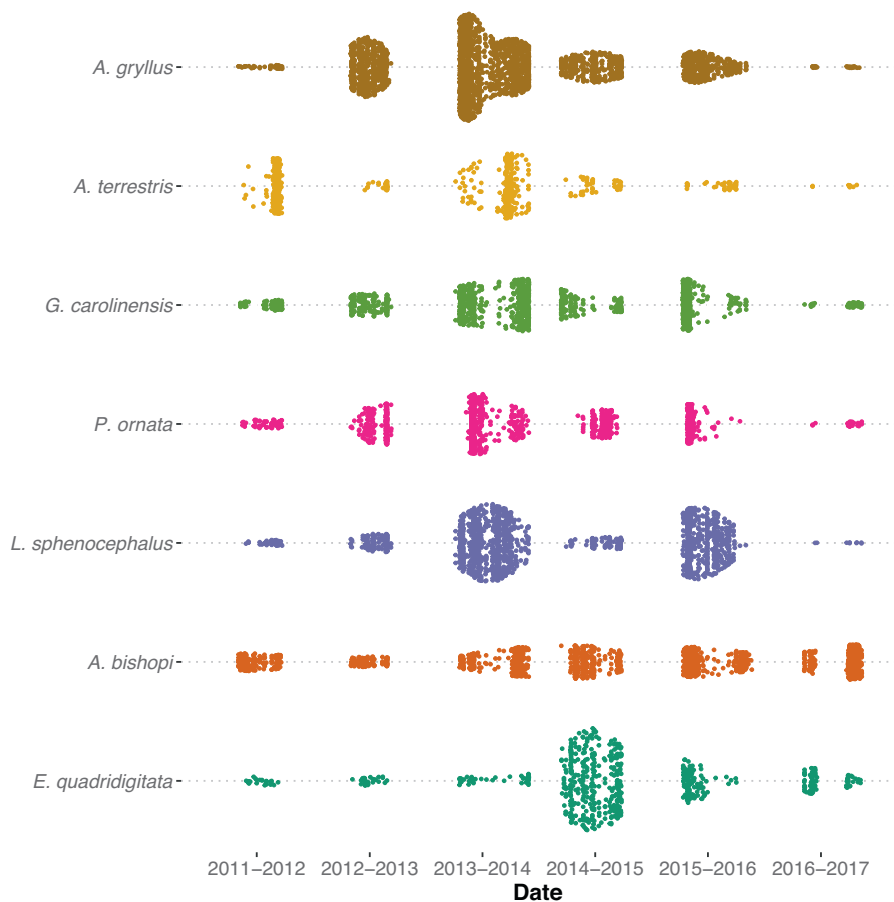 A. gryllus
A. terrestris
G. carolinensis
P. ornata
L. sphenocephalus
A. bishopi
E. quadridigitata
2011–2012 2012–2013 2013–2014 2014–2015 2015–2016 2016–2017
Date